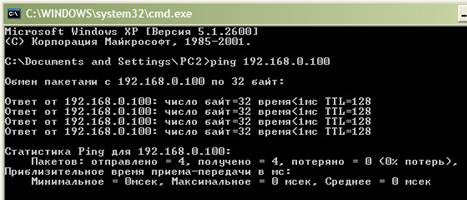 C:\WINDOWS\system32\cmd.exe
Microsoft Windows XP [Версия 5.1.2600]
(С) Корпорация Майкрософт, 1985-2001.
C:\Documents and Settings\PC2>ping 192.168.0.100
Обмен пакетами с 192.168.0.100 по 32 байт:
Ответ от 192.168.0.100: число байт=32 время<1мс TTL=128
Ответ от 192.168.0.100: число байт=32 время<1мс TTL=128
Ответ от 192.168.0.100: число байт=32 время<1мс TTL=128
Ответ от 192.168.0.100: число байт=32 время<1мс TTL=128
Статистика Ping для 192.168.0.100:
Пакетов: отправлено = 4, получено = 4, потеряно = 0 (0% потерь),
Приблизительное время приема-передачи в мс:
Минимальное = 0мсек, Максимальное = 0 мсек, Среднее = 0 мсек